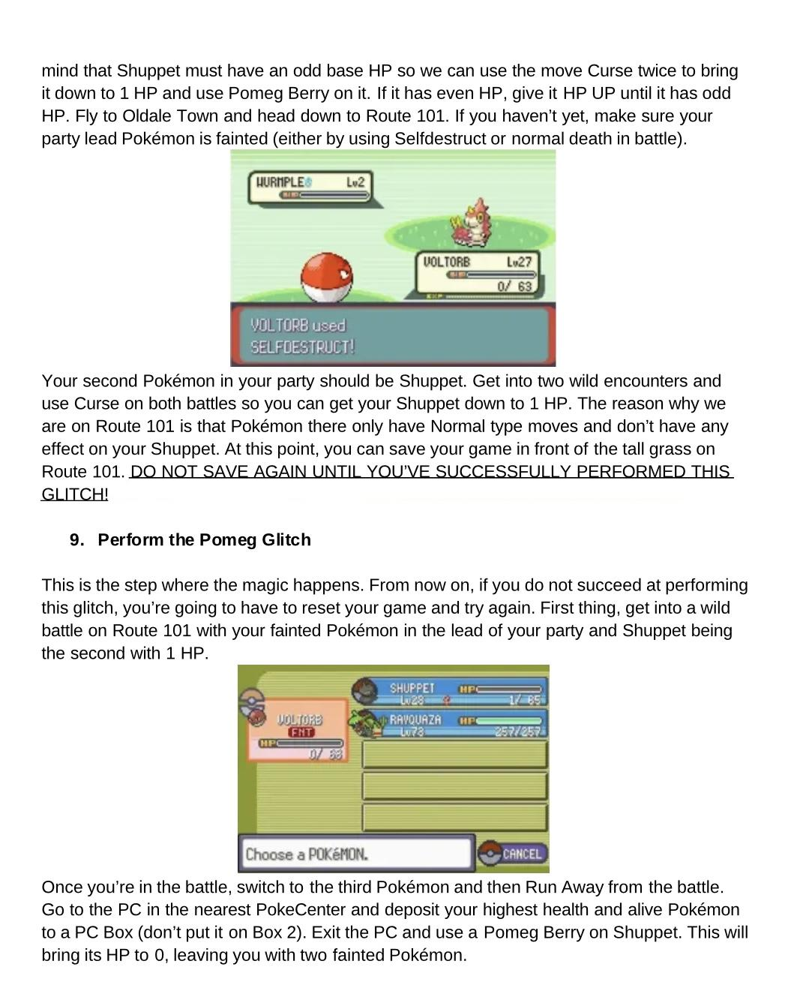 mind that Shuppet must have an odd base HP so we can use the move Curse twice to bring
it down to 1 HP and use Pomeg Berry on it. If it has even HP, give it HP UP until it has odd
HP. Fly to Oldale Town and head down to Route 101. If you haven’t yet, make sure your
party lead Pokémon is fainted (either by using Selfdestruct or normal death in battle).
WURMPLE♂ Lv2
HP
VOLTORB Lv27
HP
0/ 63
EXP
VOLTORB used
SELFDESTRUCT!
Your second Pokémon in your party should be Shuppet. Get into two wild encounters and
use Curse on both battles so you can get your Shuppet down to 1 HP. The reason why we
are on Route 101 is that Pokémon there only have Normal type moves and don’t have any
effect on your Shuppet. At this point, you can save your game in front of the tall grass on
Route 101. DO NOT SAVE AGAIN UNTIL YOU’VE SUCCESSFULLY PERFORMED THIS
GLITCH!
9. Perform the Pomeg Glitch
This is the step where the magic happens. From now on, if you do not succeed at performing
this glitch, you’re going to have to reset your game and try again. First thing, get into a wild
battle on Route 101 with your fainted Pokémon in the lead of your party and Shuppet being
the second with 1 HP.
SHUPPET HP
Lv28 1/ 65
VOLTORB
FNT
HP
0/ 63
RAYQUAZA HP
Lv73 257/257
Choose a POKéMON.
CANCEL
Once you’re in the battle, switch to the third Pokémon and then Run Away from the battle.
Go to the PC in the nearest PokeCenter and deposit your highest health and alive Pokémon
to a PC Box (don’t put it on Box 2). Exit the PC and use a Pomeg Berry on Shuppet. This will
bring its HP to 0, leaving you with two fainted Pokémon.